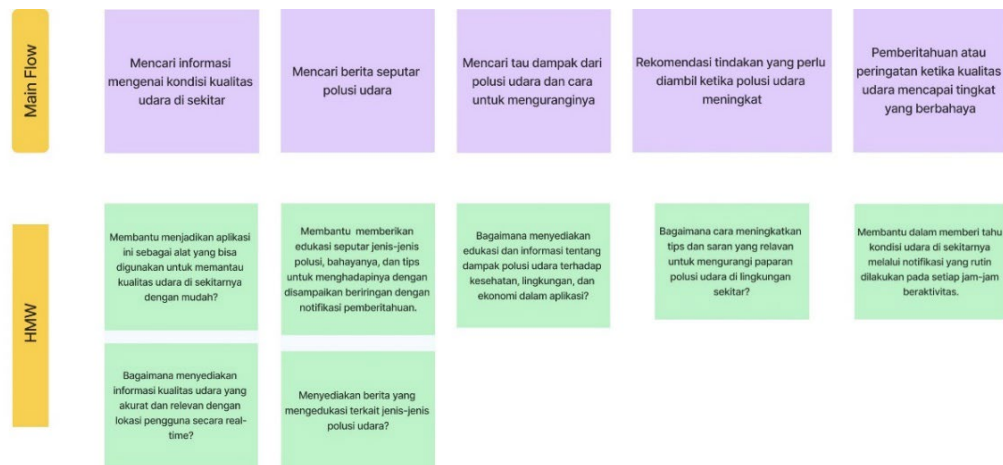 Main Flow
Mencari informasi
mengenai kondisi kualitas
udara di sekitar
Mencari berita seputar
polusi udara
Mencari tau dampak dari
polusi udara dan cara
untuk menguranginya
Rekomendasi tindakan yang perlu
diambil ketika polusi udara
meningkat
Pemberitahuan atau
peringatan ketika kualitas
udara mencapai tingkat
yang berbahaya
HMW
Membantu menjadikan aplikasi
ini sebagai alat yang bisa
digunakan untuk memantau
kualitas udara di sekitarnya
dengan mudah?
Membantu memberikan
edukasi seputar jenis-jenis
polusi, bahayanya, dan tips
untuk menghadapinya dengan
disampaikan beriringan dengan
notifikasi pemberitahuan.
Bagaimana menyediakan
edukasi dan informasi tentang
dampak polusi udara terhadap
kesehatan, lingkungan, dan
ekonomi dalam aplikasi?
Bagaimana cara meningkatkan
tips dan saran yang relavan
untuk mengurangi paparan
polusi udara di lingkungan
sekitar?
Membantu dalam memberi tahu
kondisi udara di sekitarnya
melalui notifikasi yang rutin
dilakukan pada setiap jam-jam
beraktivitas.
Bagaimana menyediakan
informasi kualitas udara yang
akurat dan relevan dengan
lokasi pengguna secara real-
time?
Menyediakan berita yang
mengedukasi terkait jenis-jenis
polusi udara?